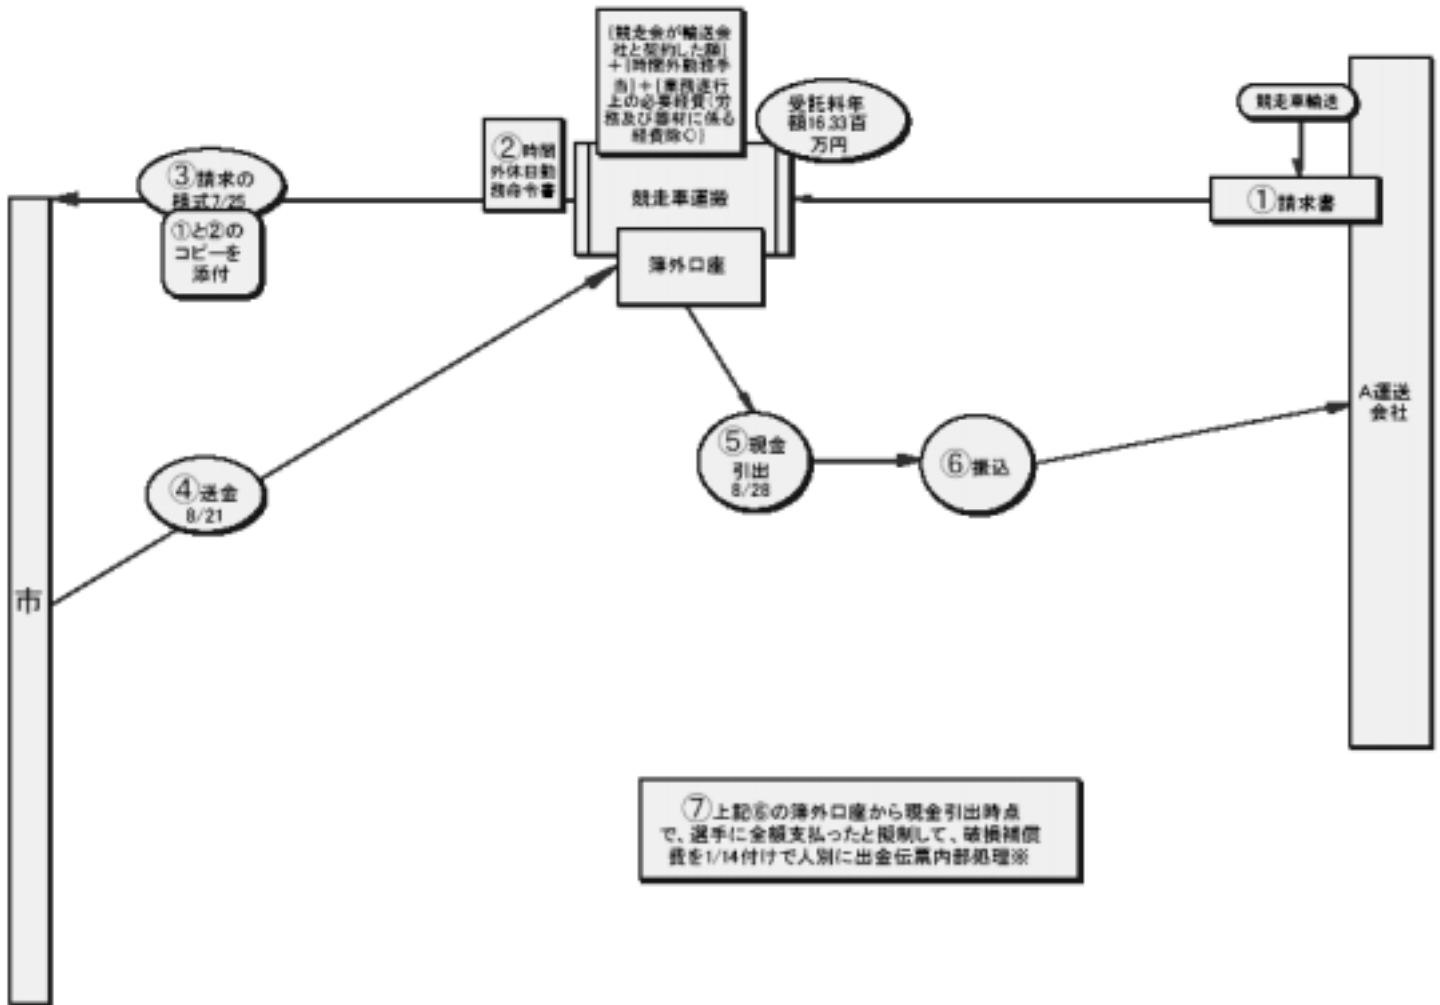 [競走会が輸送会
社と契約した額]
+[時間外勤務手
当]+[業務遂行
上の必要経費(労
務及び器材に係る
経費除く)]
受託料年
額16.33百
万円
競走車輸送
①請求書
②時間
外休日勤
務命令書
競走車運搬
簿外口座
③請求の
様式7/25
①と②の
コピーを
添付
④送金
8/21
⑤現金
引出
8/28
⑥振込
A運送
会社
市
⑦上記⑥の簿外口座から現金引出時点
で、選手に全額支払ったと擬制して、破損補償
費を1/14付けで人別に出金伝票内部処理※